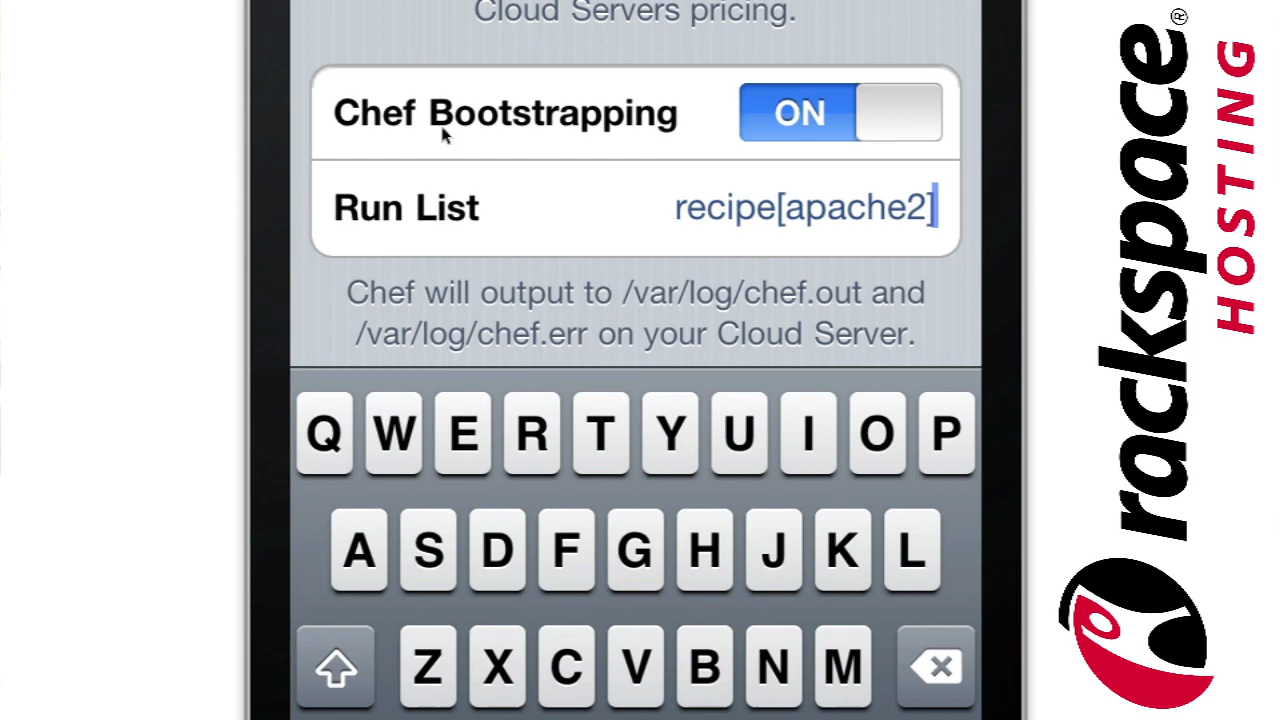 Cloud Servers pricing.
Chef Bootstrapping
ON
Run List
recipe[apache2]
Chef will output to /var/log/chef.out and
/var/log/chef.err on your Cloud Server.
Q W E R T Y U I O P
A S D F G H J K L
Z X C V B N M
rackspace®
HOSTING